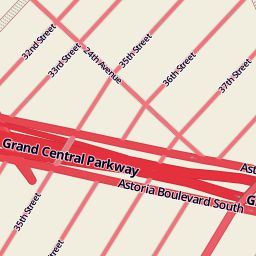 32nd Street
33rd Street
24th Avenue
35th Street
36th Street
37th Street
Grand Central Parkway
Astoria Boulevard South
35th Street
Street